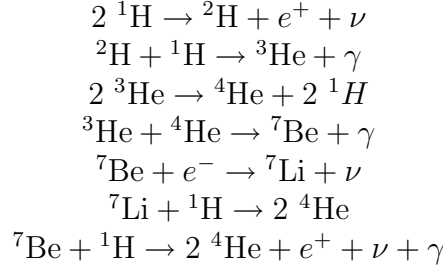 2 ¹H → ²H + e⁺ + ν
²H + ¹H → ³He + γ
2 ³He → ⁴He + 2 ¹H
³He + ⁴He → ⁷Be + γ
⁷Be + e⁻ → ⁷Li + ν
⁷Li + ¹H → 2 ⁴He
⁷Be + ¹H → 2 ⁴He + e⁺ + ν + γ